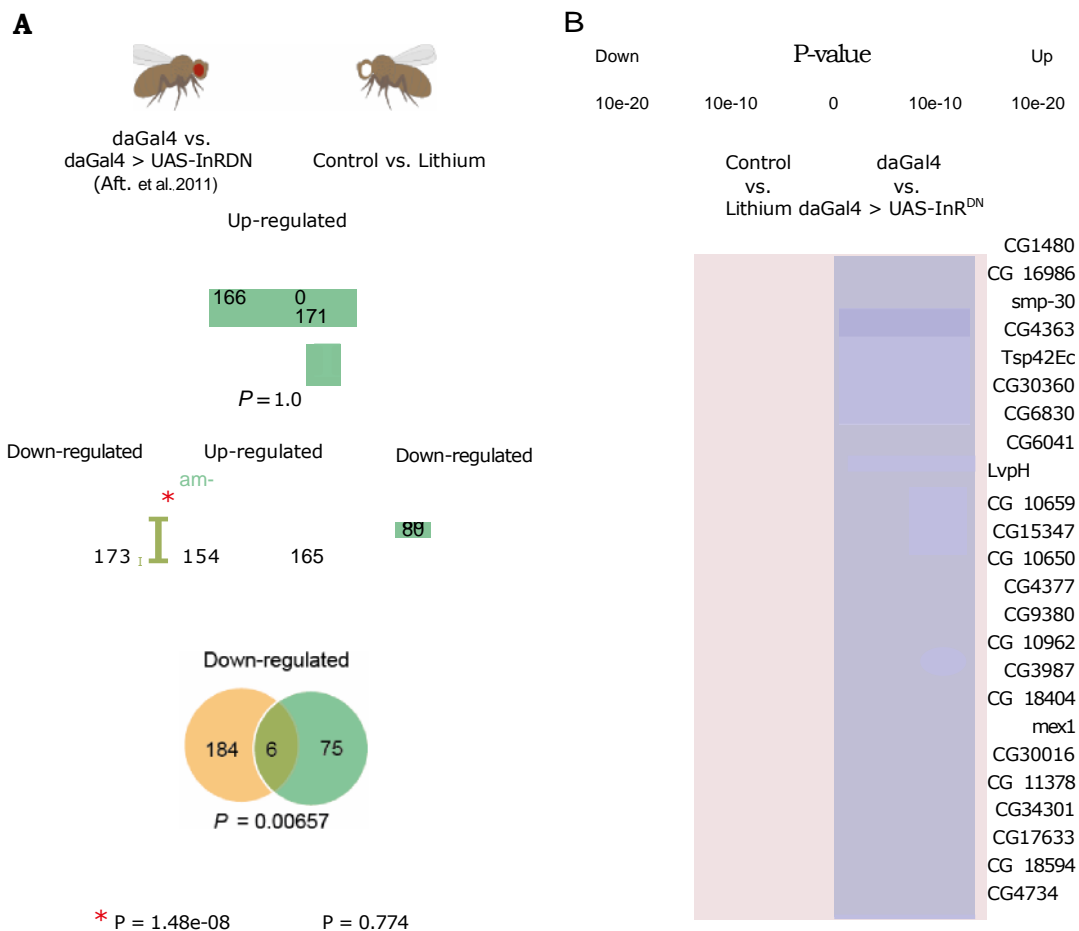 A
daGal4 vs.
daGal4 > UAS-InRDN
(Aft. et al. 2011)
Control vs. Lithium
Up-regulated
166 0
171
P = 1.0
Down-regulated Up-regulated Down-regulated
am-
*
173 I I 154 165
80
Down-regulated
184 6 75
P = 0.00657
* P = 1.48e-08 P = 0.774
B
Down P-value Up
10e-20 10e-10 0 10e-10 10e-20
Control daGal4
vs. vs.
Lithium daGal4 > UAS-InRDN
CG1480
CG 16986
smp-30
CG4363
Tsp42Ec
CG30360
CG6830
CG6041
LvpH
CG 10659
CG15347
CG 10650
CG4377
CG9380
CG 10962
CG3987
CG 18404
mex1
CG30016
CG 11378
CG34301
CG17633
CG 18594
CG4734